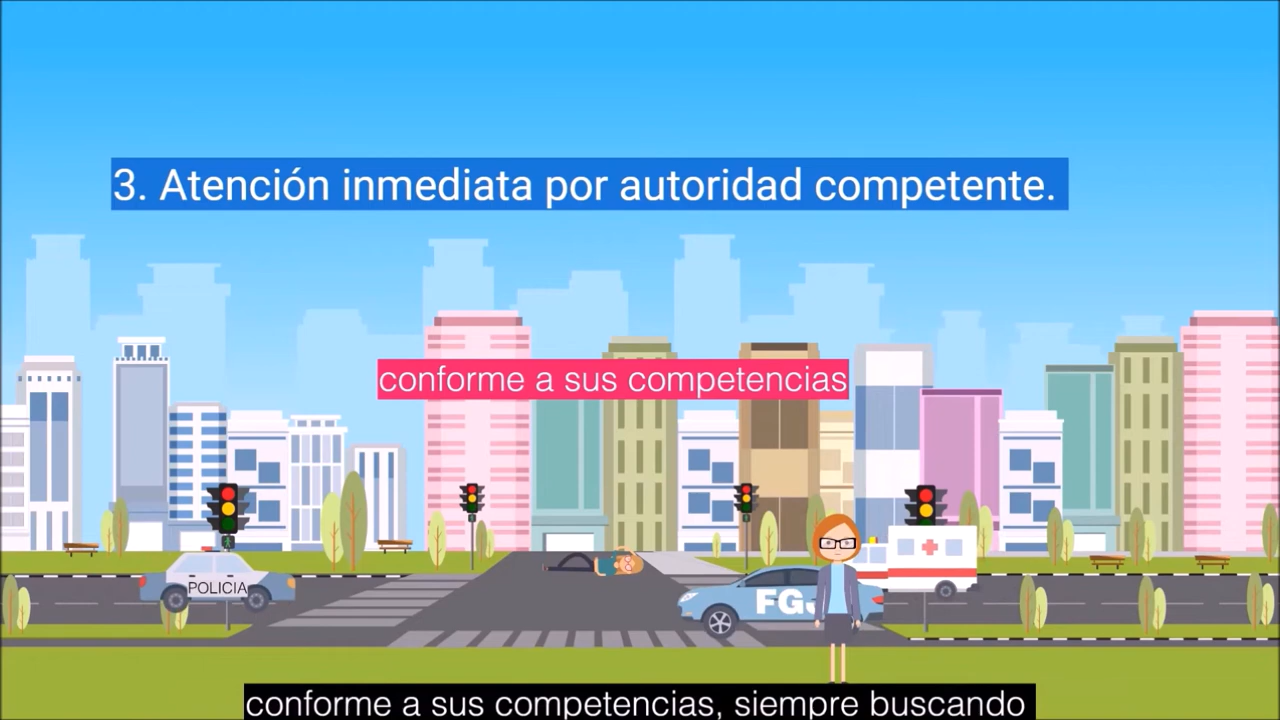 3. Atención inmediata por autoridad competente.
conforme a sus competencias
POLICIA
FGJ
conforme a sus competencias, siempre buscando